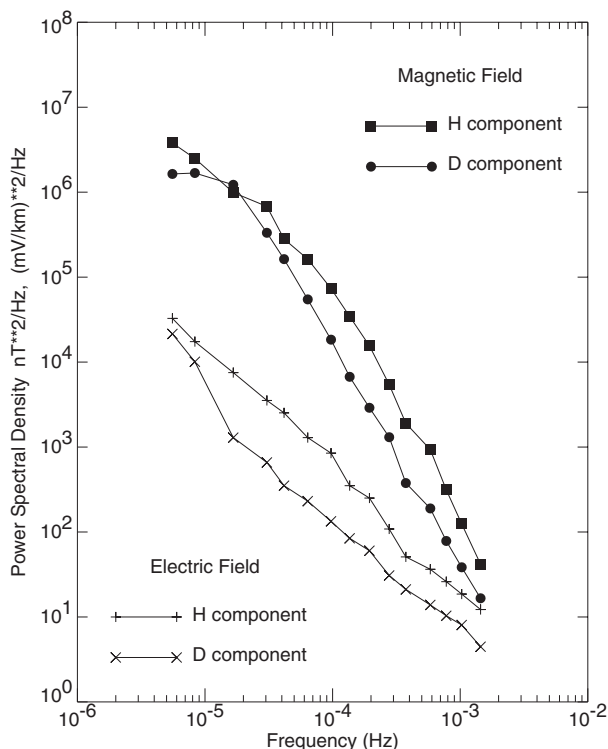 10^8
10^7
10^6
10^5
10^4
10^3
10^2
10^1
10^0
Power Spectral Density nT**2/Hz, (mV/km)**2/Hz
Magnetic Field
H component
D component
Electric Field
H component
D component
10^-6 10^-5 10^-4 10^-3 10^-2
Frequency (Hz)